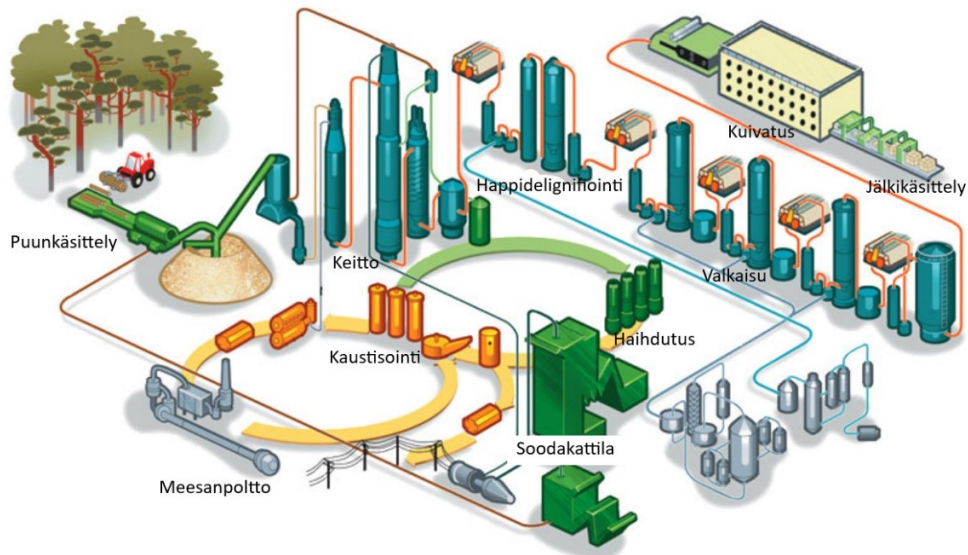 Kuivatus
Happidelignifiointi
Jälkikäsittely
Puunkäsittely
Keitto
Valkaisu
Haihdutus
Kaustisointi
Soodakattila
Meesanpoltto